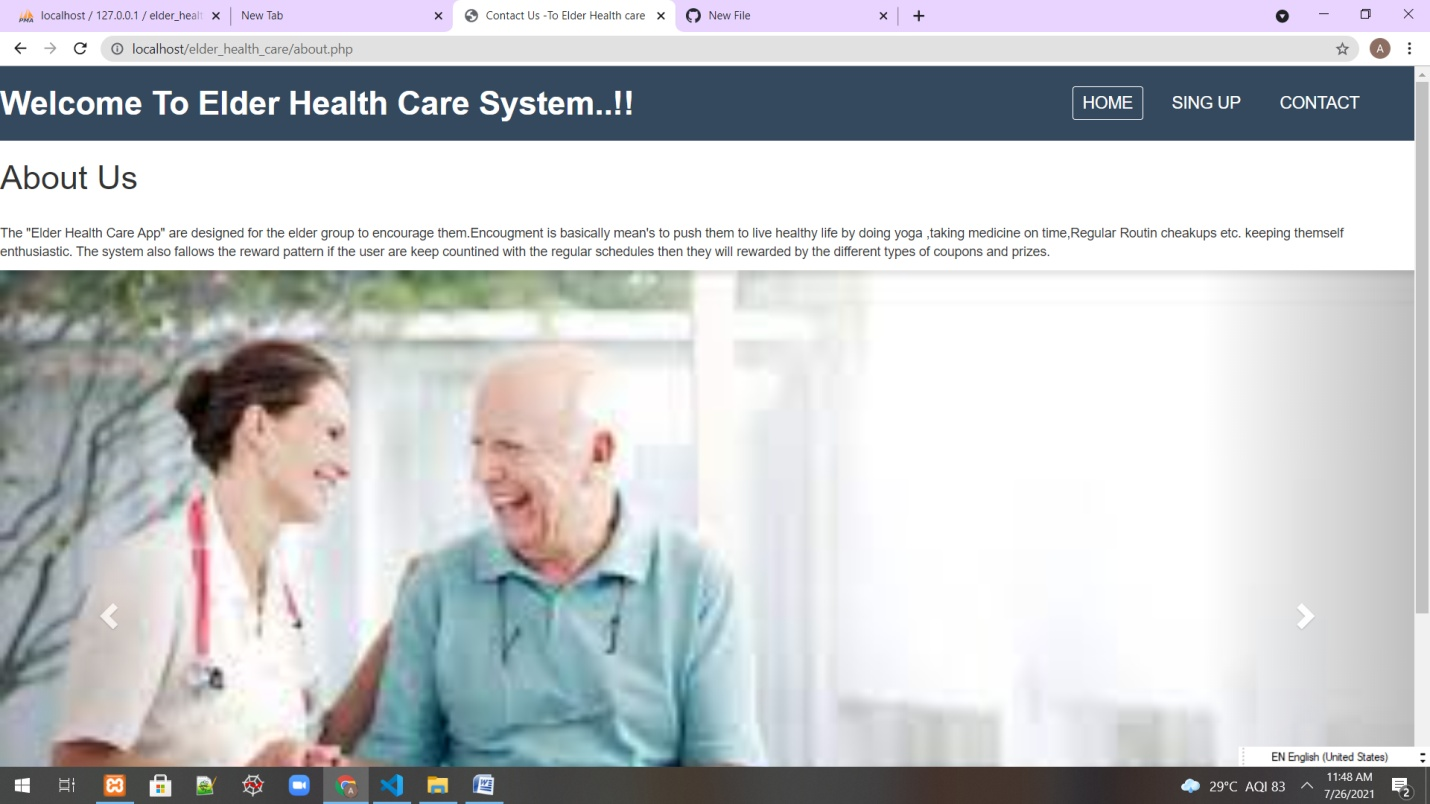 localhost / 127.0.0.1 / elder_healt
New Tab
Contact Us -To Elder Health care
New File
localhost/elder_health_care/about.php
A
Welcome To Elder Health Care System..!!
HOME
SING UP
CONTACT
About Us
The "Elder Health Care App" are designed for the elder group to encourage them.Encougment is basically mean's to push them to live healthy life by doing yoga ,taking medicine on time,Regular Routin cheakups etc. keeping themself
enthusiastic. The system also fallows the reward pattern if the user are keep countined with the regular schedules then they will rewarded by the different types of coupons and prizes.
EN English (United States)
29°C AQI 83
11:48 AM
7/26/2021
2